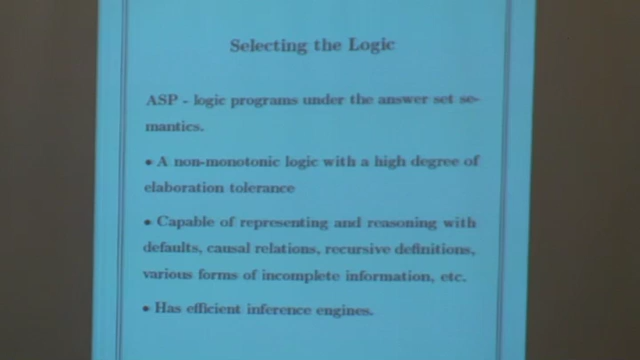 Selecting the Logic
ASP - logic programs under the answer set se-
mantics.
• A non-monotonic logic with a high degree of
elaboration tolerance
• Capable of representing and reasoning with
defaults, causal relations, recursive definitions,
various forms of incomplete information, etc.
• Has efficient inference engines.